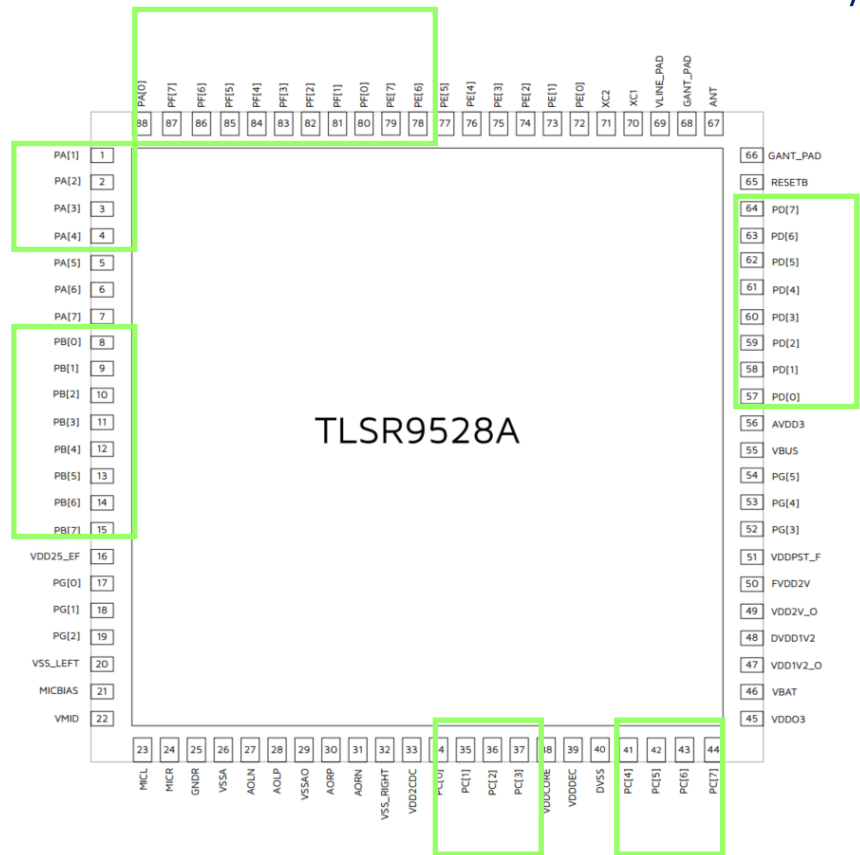 PA[0] PF[7] PF[6] PF[5] PF[4] PF[3] PF[2] PF[1] PF[0] PE[7] PE[6] PE[5] PE[4] PE[3] PE[2] PE[1] PE[0] XC2 XC1 VLINE_PAD GANT_PAD ANT
88 87 86 85 84 83 82 81 80 79 78 77 76 75 74 73 72 71 70 69 68 67
PA[1] 1
PA[2] 2
PA[3] 3
PA[4] 4
PA[5] 5
PA[6] 6
PA[7] 7
PB[0] 8
PB[1] 9
PB[2] 10
PB[3] 11
PB[4] 12
PB[5] 13
PB[6] 14
PB[7] 15
VDD25_EF 16
PG[0] 17
PG[1] 18
PG[2] 19
VSS_LEFT 20
MICBIAS 21
VMID 22
TLSR9528A
66 GANT_PAD
65 RESETB
64 PD[7]
63 PD[6]
62 PD[5]
61 PD[4]
60 PD[3]
59 PD[2]
58 PD[1]
57 PD[0]
56 AVDD3
55 VBUS
54 PG[5]
53 PG[4]
52 PG[3]
51 VDDPST_F
50 FVDD2V
49 VDD2V_O
48 DVDD1V2
47 VDD1V2_O
46 VBAT
45 VDDO3
23 24 25 26 27 28 29 30 31 32 33 34 35 36 37 38 39 40 41 42 43 44
MICL MICR GNDR VSSA AOLN AOLP VSSAO AORP AORN VSS_RIGHT VDD2CDC PC[0] PC[1] PC[2] PC[3] VDDCORE VDDDEC DVSS PC[4] PC[5] PC[6] PC[7]